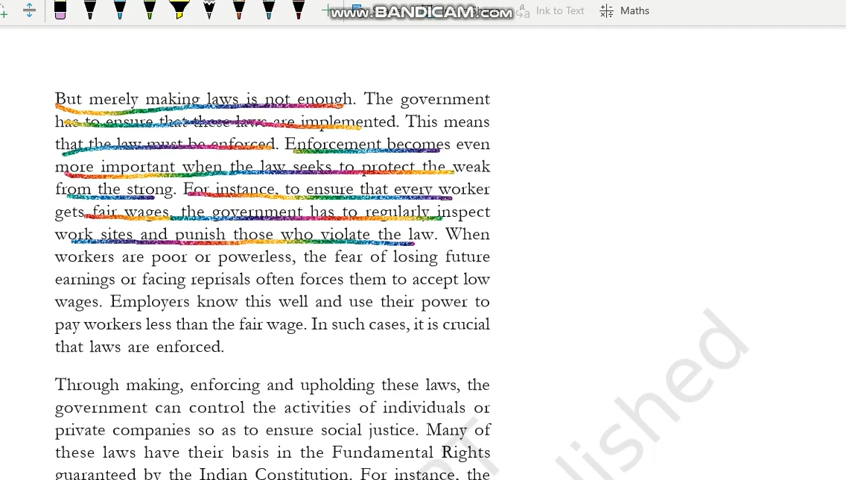 www.BANDICAM.com
Ink to Text
Maths
But merely making laws is not enough. The government
has to ensure that these laws are implemented. This means
that the law must be enforced. Enforcement becomes even
more important when the law seeks to protect the weak
from the strong. For instance, to ensure that every worker
gets fair wages, the government has to regularly inspect
work sites and punish those who violate the law. When
workers are poor or powerless, the fear of losing future
earnings or facing reprisals often forces them to accept low
wages. Employers know this well and use their power to
pay workers less than the fair wage. In such cases, it is crucial
that laws are enforced.
Through making, enforcing and upholding these laws, the
government can control the activities of individuals or
private companies so as to ensure social justice. Many of
these laws have their basis in the Fundamental Rights
guaranteed by the Indian Constitution. For instance, the